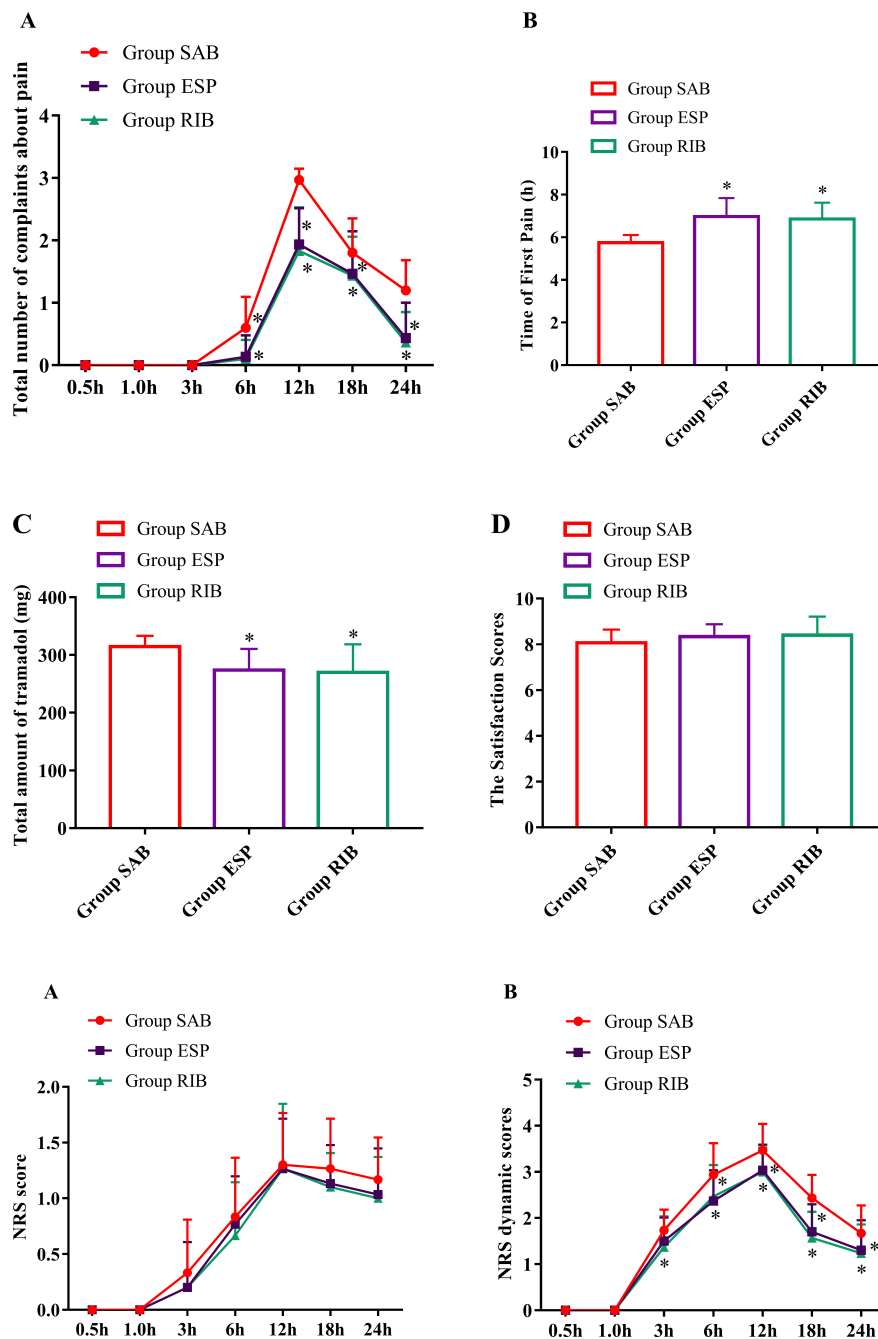 A
Group SAB
Group ESP
Group RIB
Total number of complaints about pain
4
3
2
1
0
* * * *
* * * *
0.5h 1.0h 3h 6h 12h 18h 24h
B
Group SAB
Group ESP
Group RIB
Time of First Pain (h)
10
8
6
4
2
0
* *
Group SAB Group ESP Group RIB
C
Group SAB
Group ESP
Group RIB
Total amount of tramadol (mg)
400
300
200
100
0
* *
Group SAB Group ESP Group RIB
D
Group SAB
Group ESP
Group RIB
The Satisfaction Scores
10
8
6
4
2
0
Group SAB Group ESP Group RIB
A
Group SAB
Group ESP
Group RIB
NRS score
2.0
1.5
1.0
0.5
0.0
0.5h 1.0h 3h 6h 12h 18h 24h
B
Group SAB
Group ESP
Group RIB
NRS dynamic scores
5
4
3
2
1
0
* * * *
* * * * *
0.5h 1.0h 3h 6h 12h 18h 24h